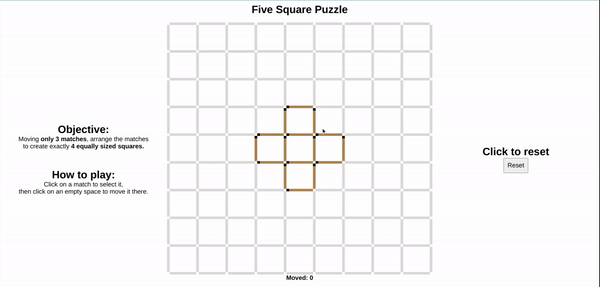 Five Square Puzzle
Objective:
Moving only 3 matches, arrange the matches
to create exactly 4 equally sized squares.
How to play:
Click on a match to select it,
then click on an empty space to move it there.
Click to reset
Reset
Moved: 0